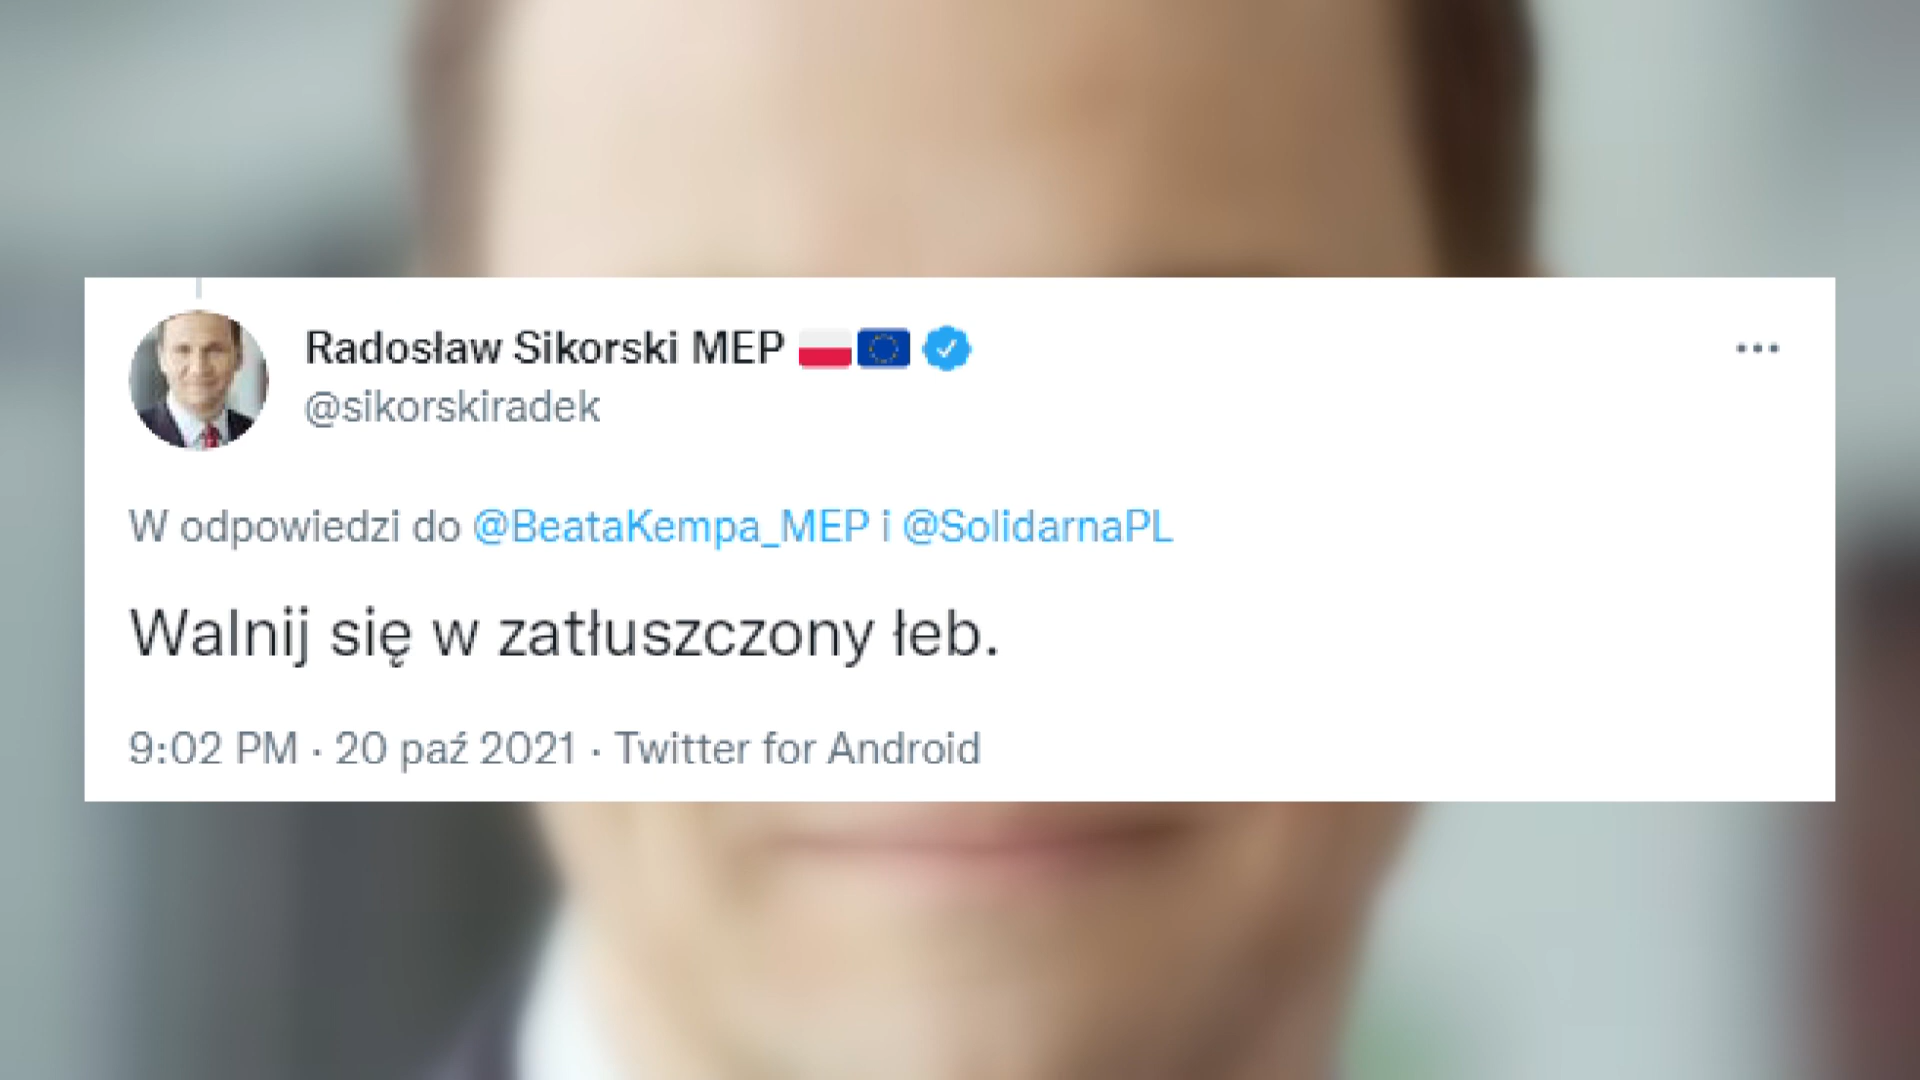 Radosław Sikorski MEP 🇵🇱🇪🇺
@sikorskiradek
W odpowiedzi do @BeataKempa_MEP i @SolidarnaPL
Walnij się w zatłuszczony łeb.
9:02 PM · 20 paź 2021 · Twitter for Android